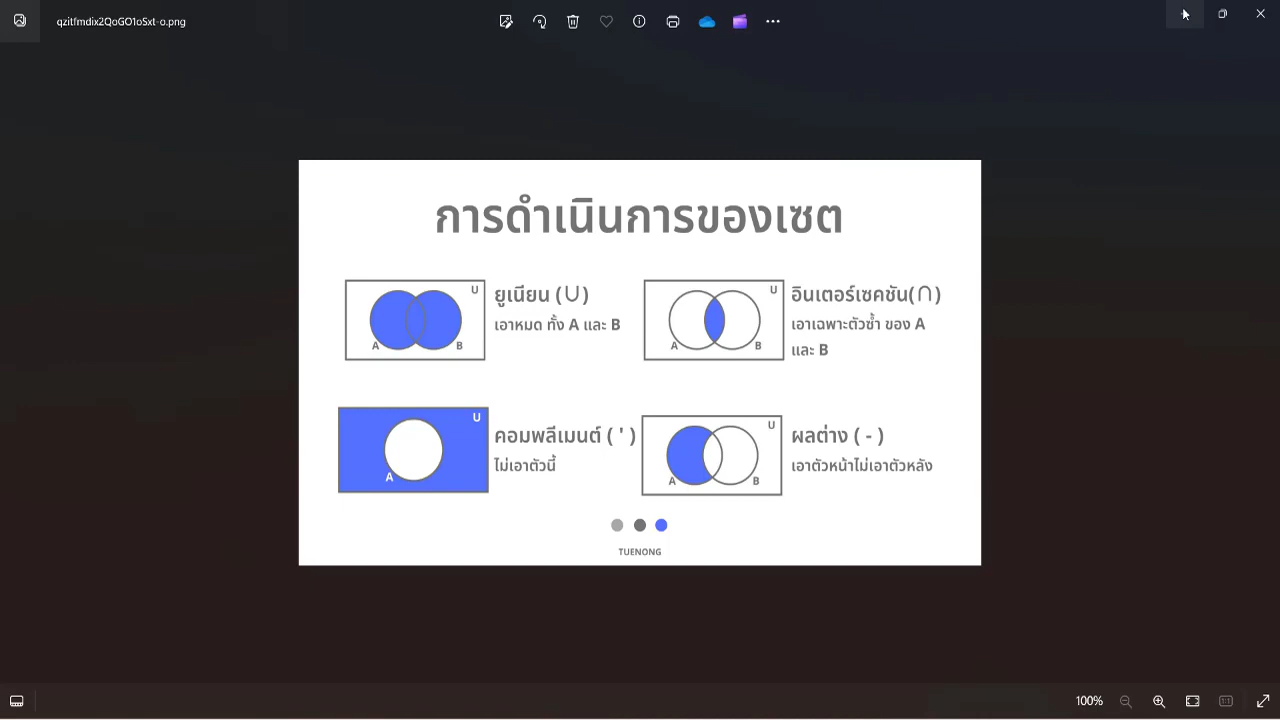 qzitfmdix2QoGO1oSxt-o.png
การดำเนินการของเซต
U
A
B
ยูเนียน (∪)
เอาหมด ทั้ง A และ B
U
A
B
อินเตอร์เซคชัน(∩)
เอาเฉพาะตัวซ้ำ ของ A
และ B
U
A
คอมพลีเมนต์ ( ' )
ไม่เอาตัวนี้
U
A
B
ผลต่าง ( - )
เอาตัวหน้าไม่เอาตัวหลัง
TUENONG
100%
1:1